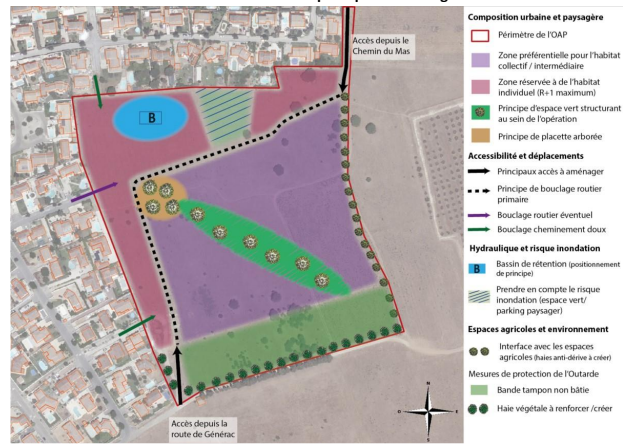 Accès depuis le
Chemin du Mas
B
Accès depuis la
route de Générac
N
O
E
S
Composition urbaine et paysagère
Périmètre de l'OAP
Zone préférentielle pour l'habitat
collectif / intermédiaire
Zone réservée à de l'habitat
individuel (R+1 maximum)
Principe d'espace vert structurant
au sein de l'opération
Principe de placette arborée
Accessibilité et déplacements
Principaux accès à aménager
Principe de bouclage routier
primaire
Bouclage routier éventuel
Bouclage cheminement doux
Hydraulique et risque inondation
B
Bassin de rétention (positionnement
de principe)
Prendre en compte le risque
inondation (espace vert/
parking paysager)
Espaces agricoles et environnement
Interface avec les espaces
agricoles (haies anti-dérive à créer)
Mesures de protection de l'Outarde
Bande tampon non bâtie
Haie végétale à renforcer /créer